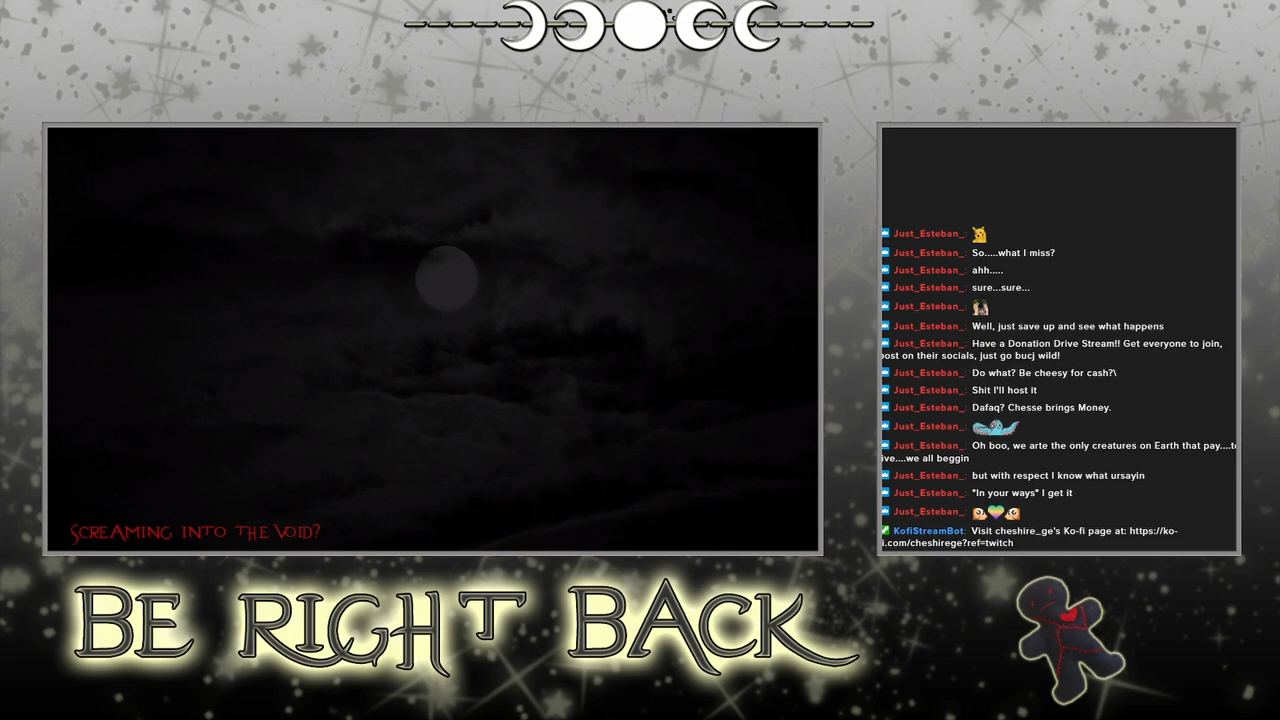 Just_Esteban_:
Just_Esteban_: So.....what I miss?
Just_Esteban_: ahh.....
Just_Esteban_: sure...sure...
Just_Esteban_:
Just_Esteban_: Well, just save up and see what happens
Just_Esteban_: Have a Donation Drive Stream!! Get everyone to join,
post on their socials, just go bucj wild!
Just_Esteban_: Do what? Be cheesy for cash?\
Just_Esteban_: Shit I'll host it
Just_Esteban_: Dafaq? Chesse brings Money.
Just_Esteban_:
Just_Esteban_: Oh boo, we arte the only creatures on Earth that pay....t
ive....we all beggin
Just_Esteban_: but with respect I know what ursayin
Just_Esteban_: "In your ways" I get it
Just_Esteban_:
KofiStreamBot: Visit cheshire_ge's Ko-fi page at: https://ko-
i.com/cheshirege?ref=twitch
Screaming into the Void?
Be Right Back